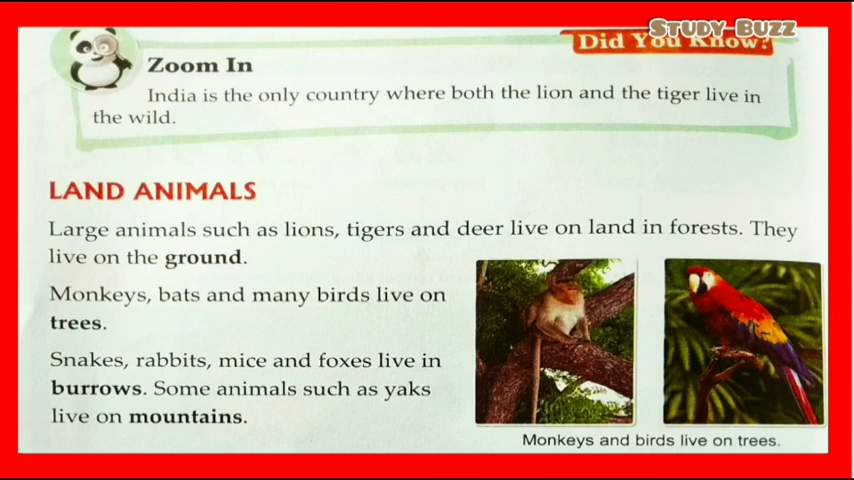 STUDY BUZZ
Did You Know?
Zoom In
India is the only country where both the lion and the tiger live in
the wild.
LAND ANIMALS
Large animals such as lions, tigers and deer live on land in forests. They
live on the ground.
Monkeys, bats and many birds live on
trees.
Snakes, rabbits, mice and foxes live in
burrows. Some animals such as yaks
live on mountains.
Monkeys and birds live on trees.